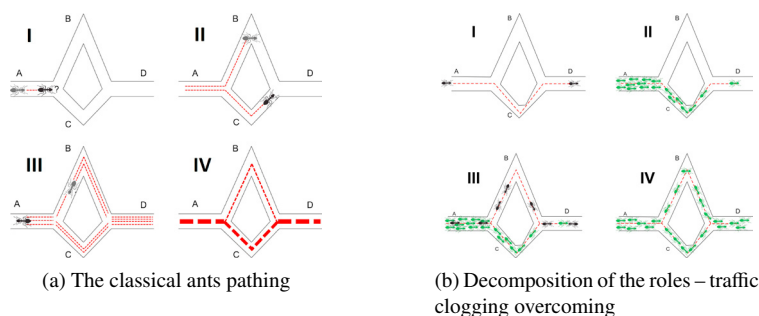 I
B
A
?
D
C
II
B
A
D
C
III
B
A
D
C
IV
B
A
D
C
(a) The classical ants pathing
I
B
A
D
C
II
B
A
D
C
III
B
A
D
C
IV
B
A
D
C
(b) Decomposition of the roles – traffic
clogging overcoming